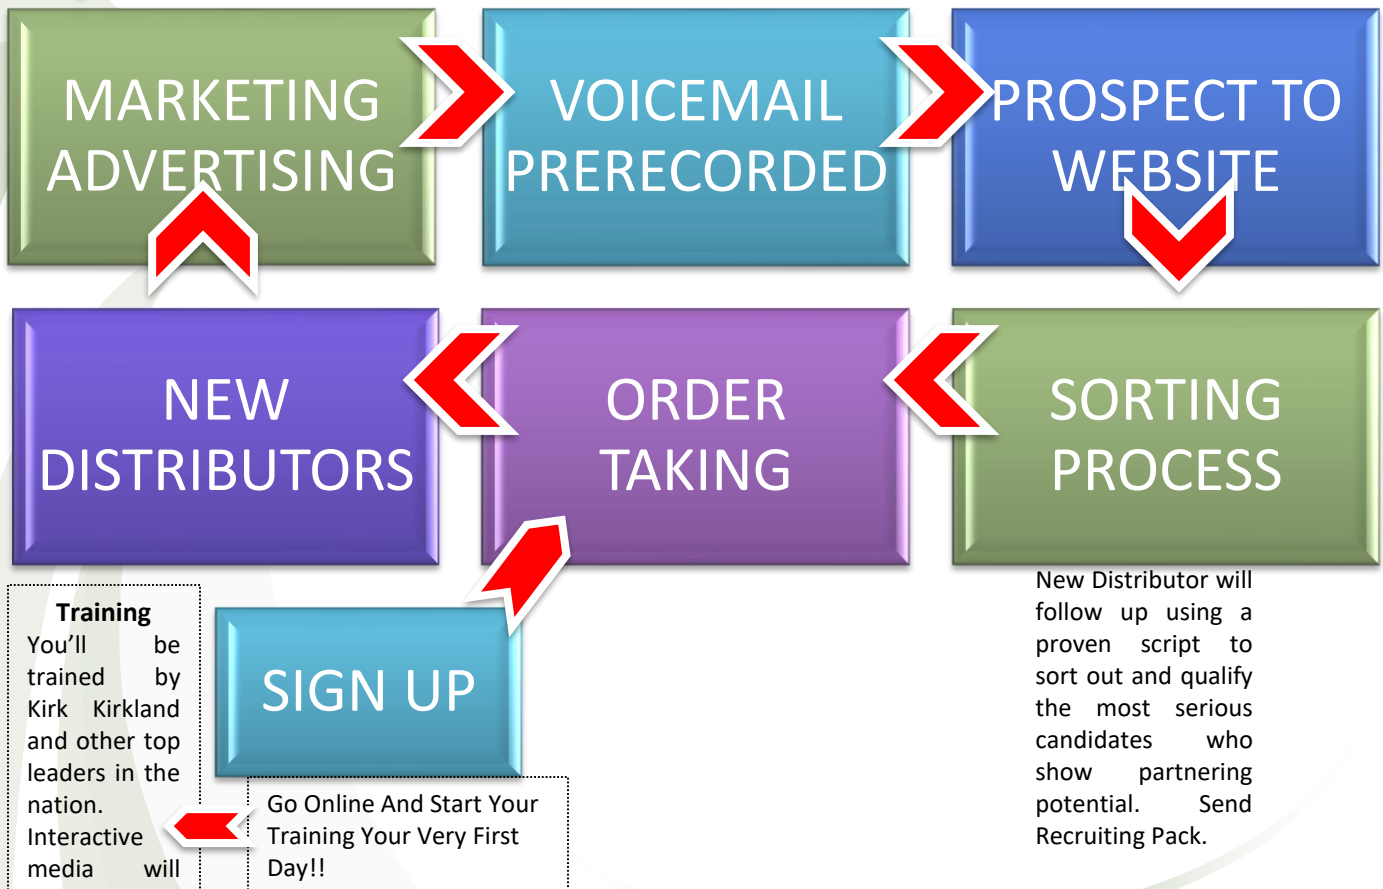 MARKETING
ADVERTISING
VOICEMAIL
PRERECORDED
PROSPECT TO
WEBSITE
NEW
DISTRIBUTORS
ORDER
TAKING
SORTING
PROCESS
Training
You’ll be
trained by
Kirk Kirkland
and other top
leaders in the
nation.
Interactive
media will
SIGN UP
Go Online And Start Your
Training Your Very First
Day!!
New Distributor will
follow up using a
proven script to
sort out and qualify
the most serious
candidates who
show partnering
potential. Send
Recruiting Pack.